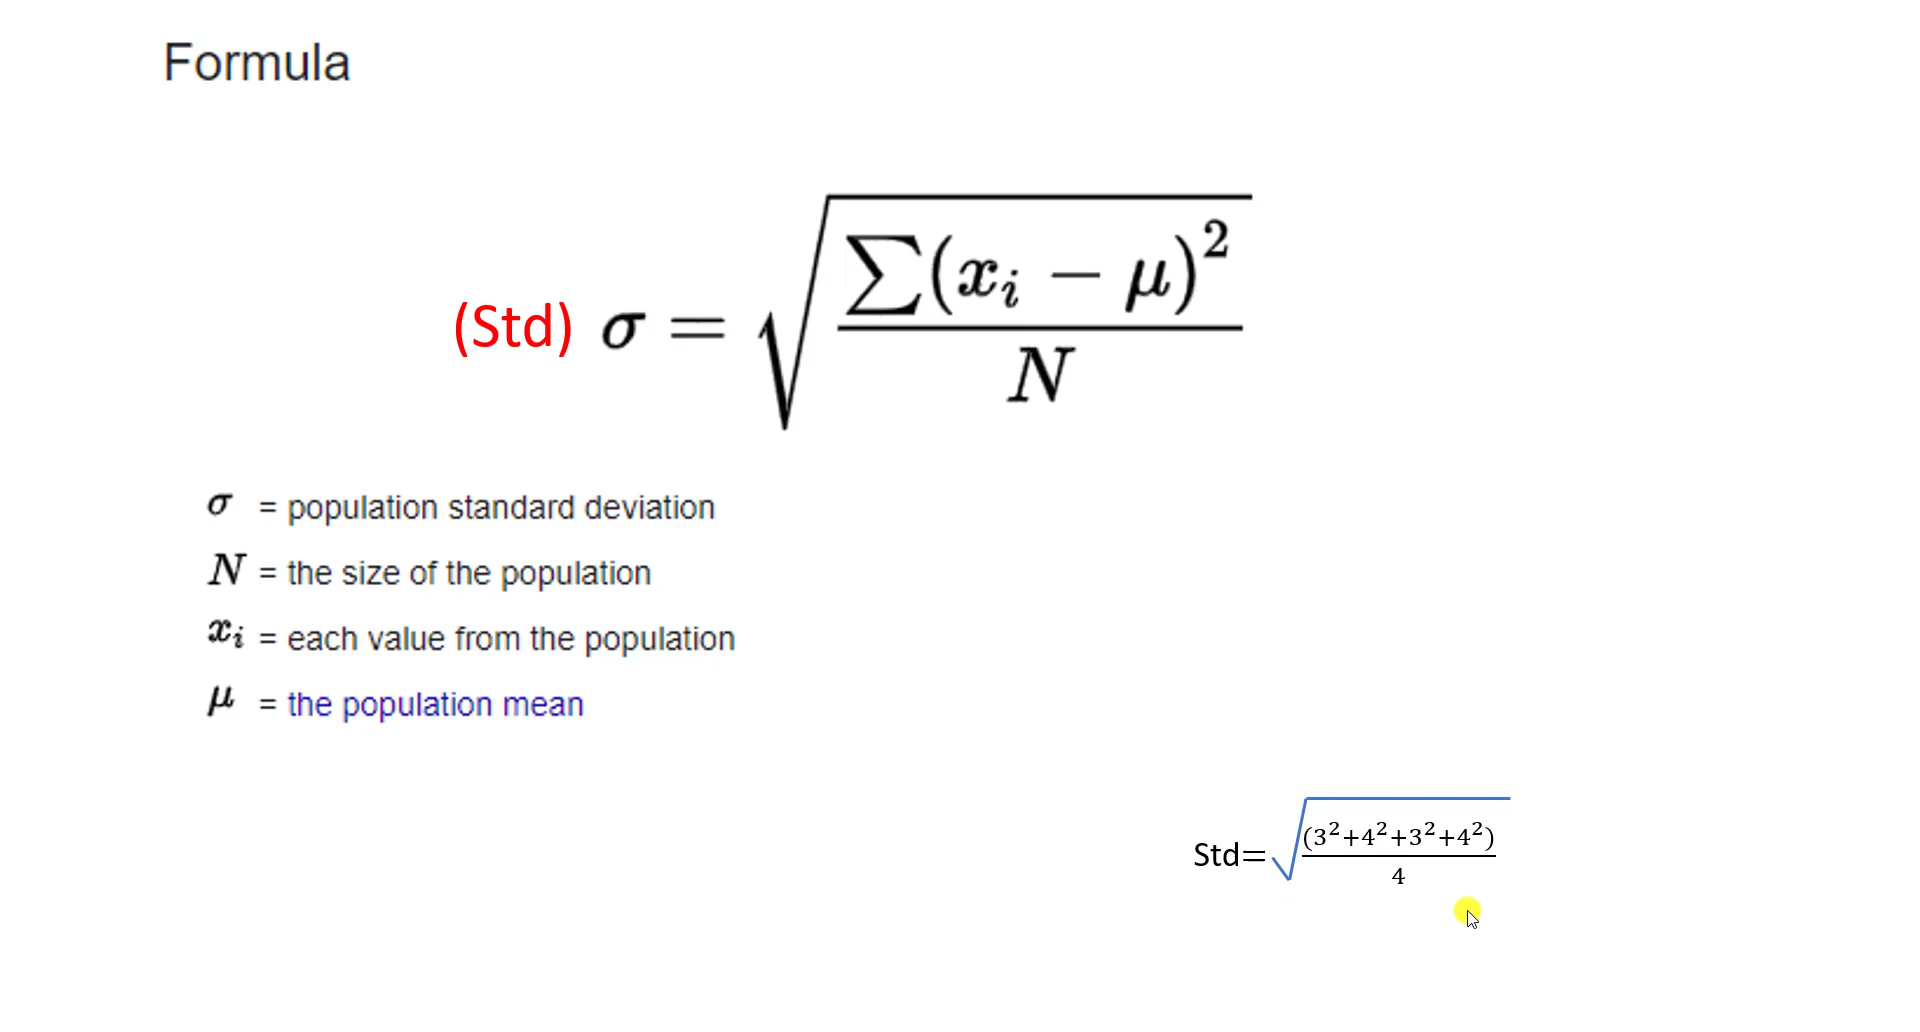 Formula
(Std) σ = √(∑(xᵢ − μ)² / N)
σ = population standard deviation
N = the size of the population
xᵢ = each value from the population
μ = the population mean
Std= √((3²+4²+3²+4²) / 4)